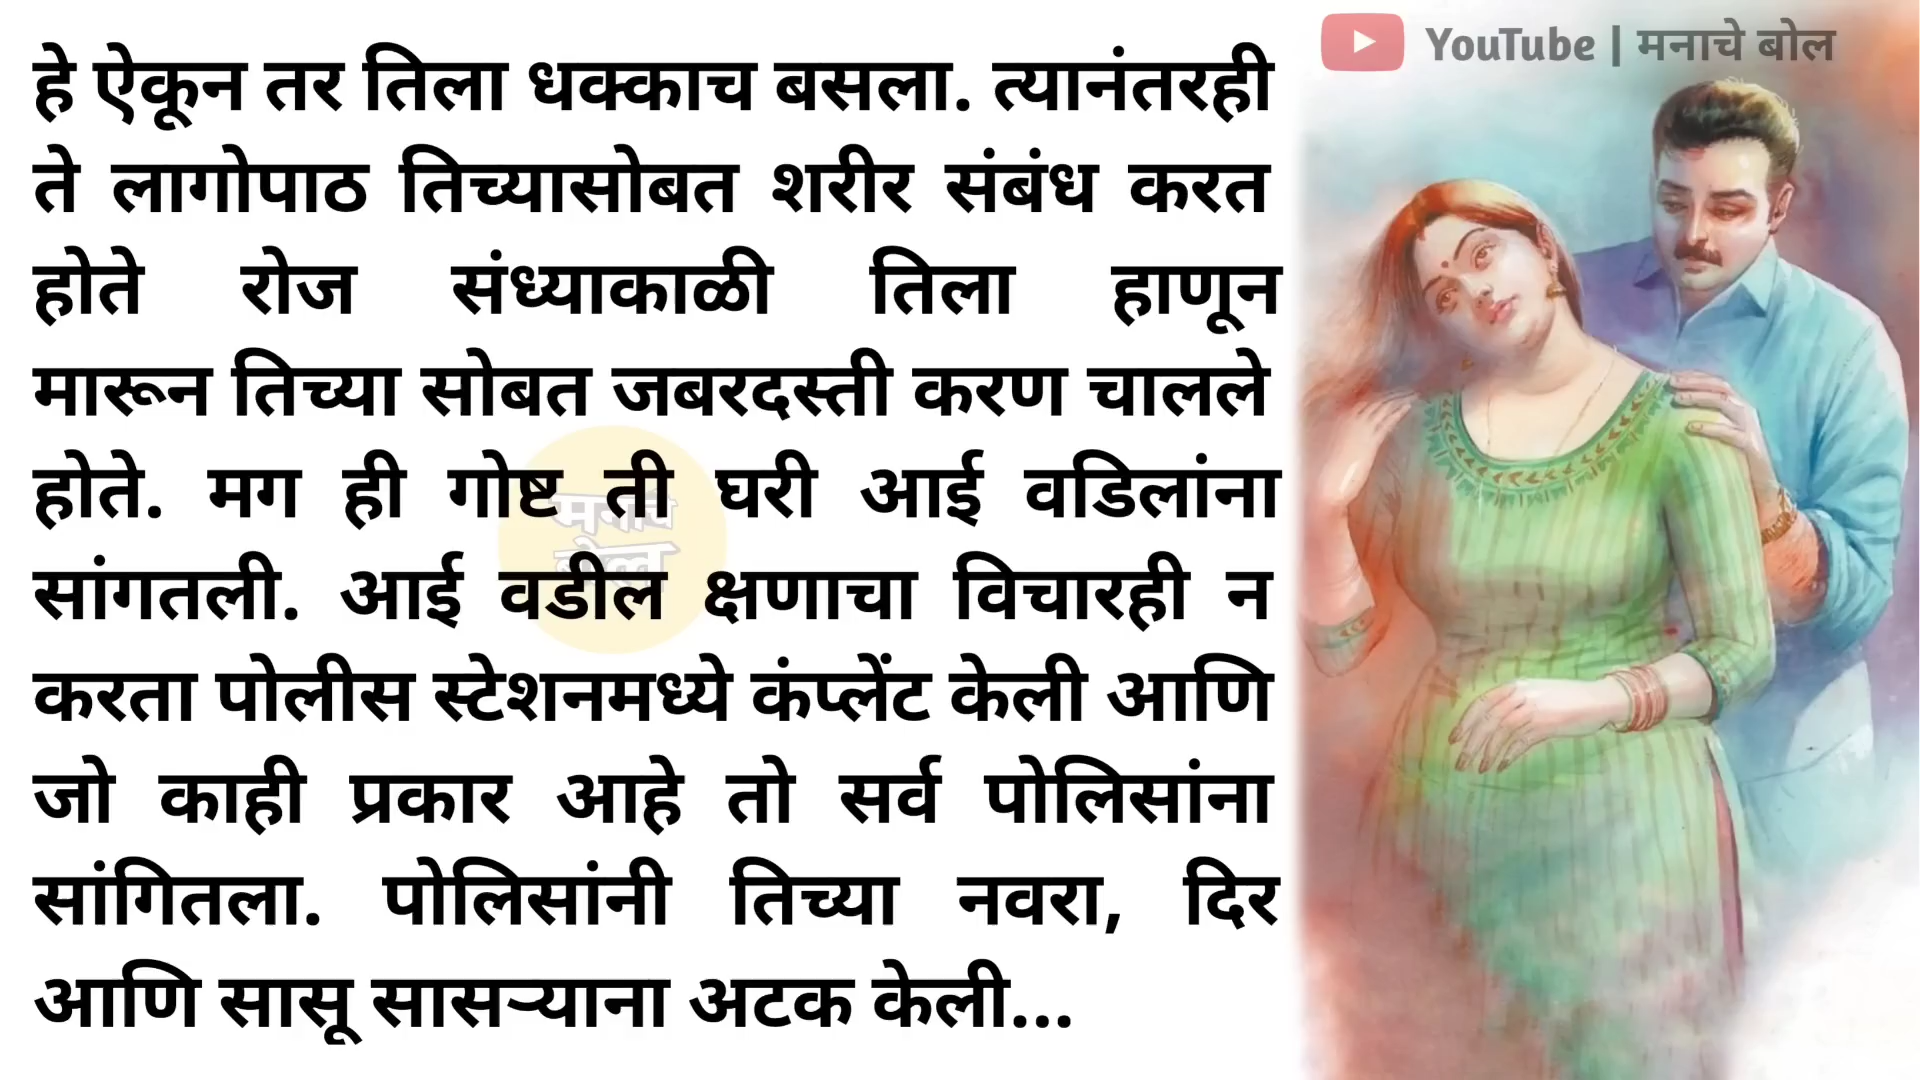 YouTube | मनाचे बोल
हे ऐकून तर तिला धक्काच बसला. त्यानंतरही
ते लागोपाठ तिच्यासोबत शरीर संबंध करत
होते रोज संध्याकाळी तिला हाणून
मारून तिच्या सोबत जबरदस्ती करण चालले
होते. मग ही गोष्ट ती घरी आई वडिलांना
सांगतली. आई वडील क्षणाचा विचारही न
करता पोलीस स्टेशनमध्ये कंप्लेंट केली आणि
जो काही प्रकार आहे तो सर्व पोलिसांना
सांगितला. पोलिसांनी तिच्या नवरा, दिर
आणि सासू सासऱ्याना अटक केली...
मनाचे
बोल